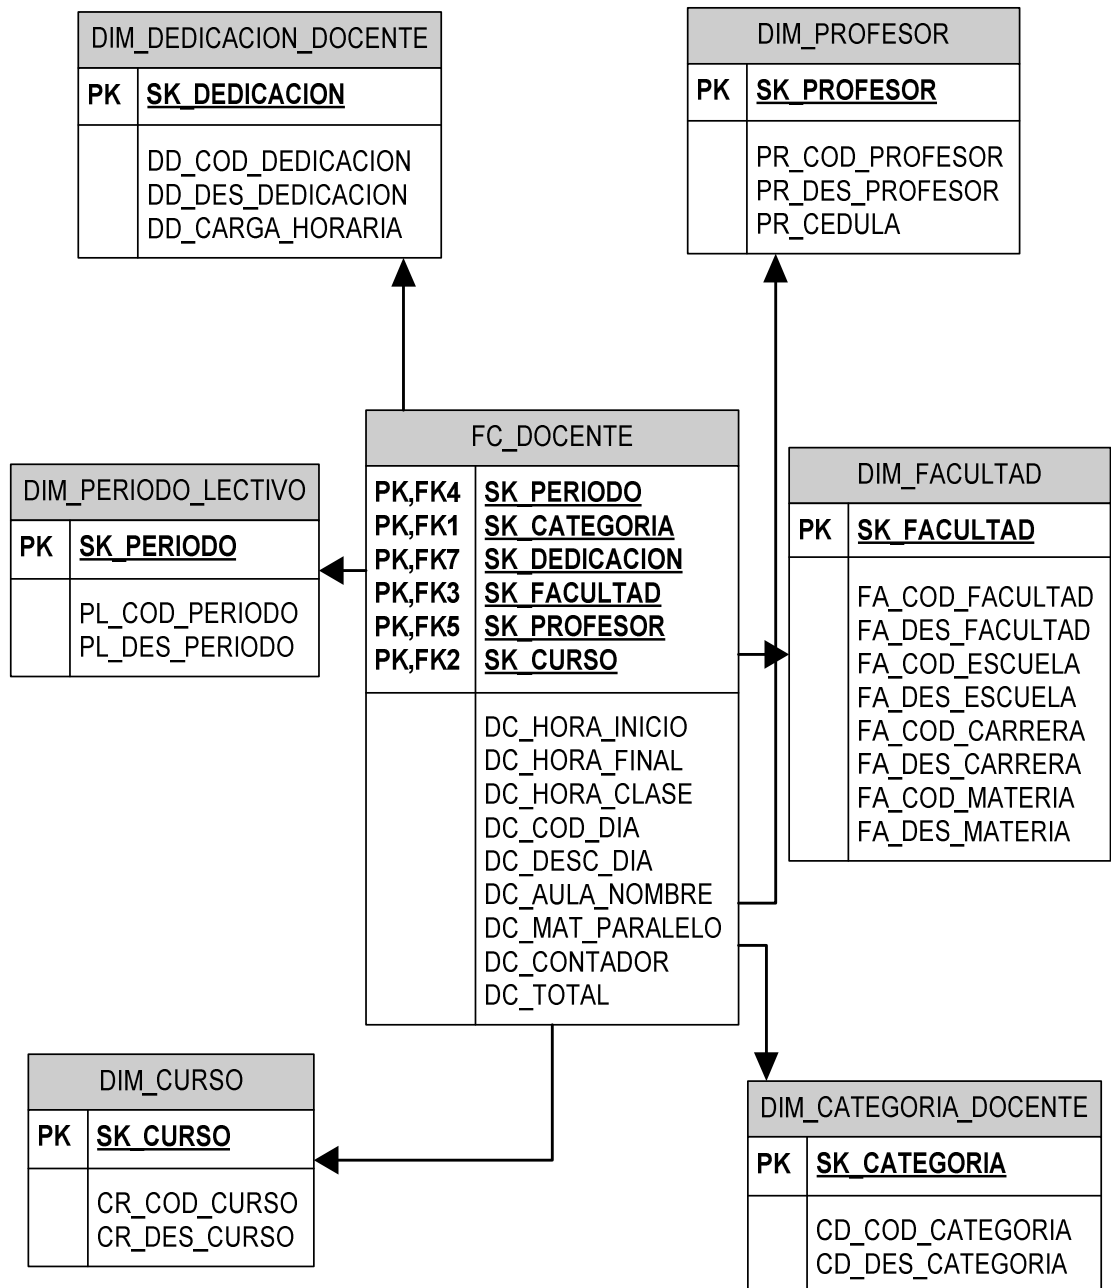 DIM_DEDICACION_DOCENTE
PK SK_DEDICACION
DD_COD_DEDICACION
DD_DES_DEDICACION
DD_CARGA_HORARIA
DIM_PROFESOR
PK SK_PROFESOR
PR_COD_PROFESOR
PR_DES_PROFESOR
PR_CEDULA
DIM_PERIODO_LECTIVO
PK SK_PERIODO
PL_COD_PERIODO
PL_DES_PERIODO
FC_DOCENTE
PK,FK4 SK_PERIODO
PK,FK1 SK_CATEGORIA
PK,FK7 SK_DEDICACION
PK,FK3 SK_FACULTAD
PK,FK5 SK_PROFESOR
PK,FK2 SK_CURSO
DC_HORA_INICIO
DC_HORA_FINAL
DC_HORA_CLASE
DC_COD_DIA
DC_DESC_DIA
DC_AULA_NOMBRE
DC_MAT_PARALELO
DC_CONTADOR
DC_TOTAL
DIM_FACULTAD
PK SK_FACULTAD
FA_COD_FACULTAD
FA_DES_FACULTAD
FA_COD_ESCUELA
FA_DES_ESCUELA
FA_COD_CARRERA
FA_DES_CARRERA
FA_COD_MATERIA
FA_DES_MATERIA
DIM_CURSO
PK SK_CURSO
CR_COD_CURSO
CR_DES_CURSO
DIM_CATEGORIA_DOCENTE
PK SK_CATEGORIA
CD_COD_CATEGORIA
CD_DES_CATEGORIA